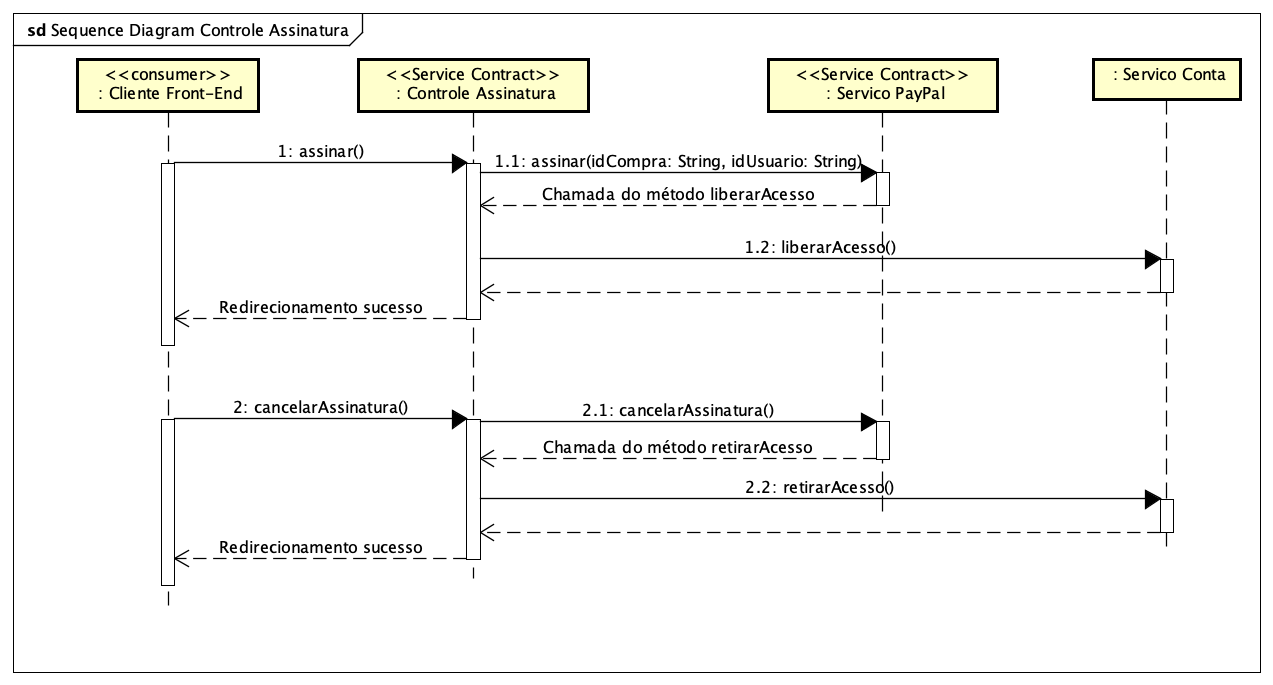 sd Sequence Diagram Controle Assinatura
<<consumer>>
: Cliente Front-End
<<Service Contract>>
: Controle Assinatura
<<Service Contract>>
: Servico PayPal
: Servico Conta
1: assinar()
1.1: assinar(idCompra: String, idUsuario: String)
Chamada do método liberarAcesso
1.2: liberarAcesso()
Redirecionamento sucesso
2: cancelarAssinatura()
2.1: cancelarAssinatura()
Chamada do método retirarAcesso
2.2: retirarAcesso()
Redirecionamento sucesso